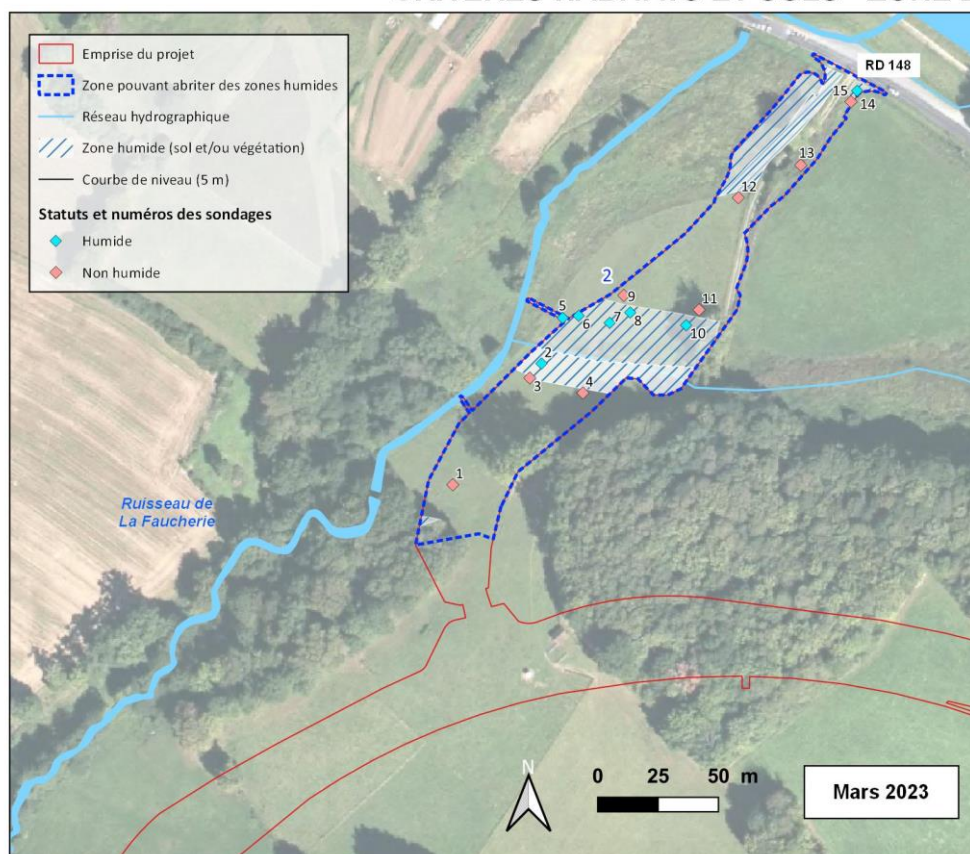 Emprise du projet
Zone pouvant abriter des zones humides
Réseau hydrographique
Zone humide (sol et/ou végétation)
Courbe de niveau (5 m)
Statuts et numéros des sondages
Humide
Non humide
RD 148
15
14
13
12
2
9
11
5
6
7
8
10
2
3
4
1
Ruisseau de
La Faucherie
N
0 25 50 m
Mars 2023